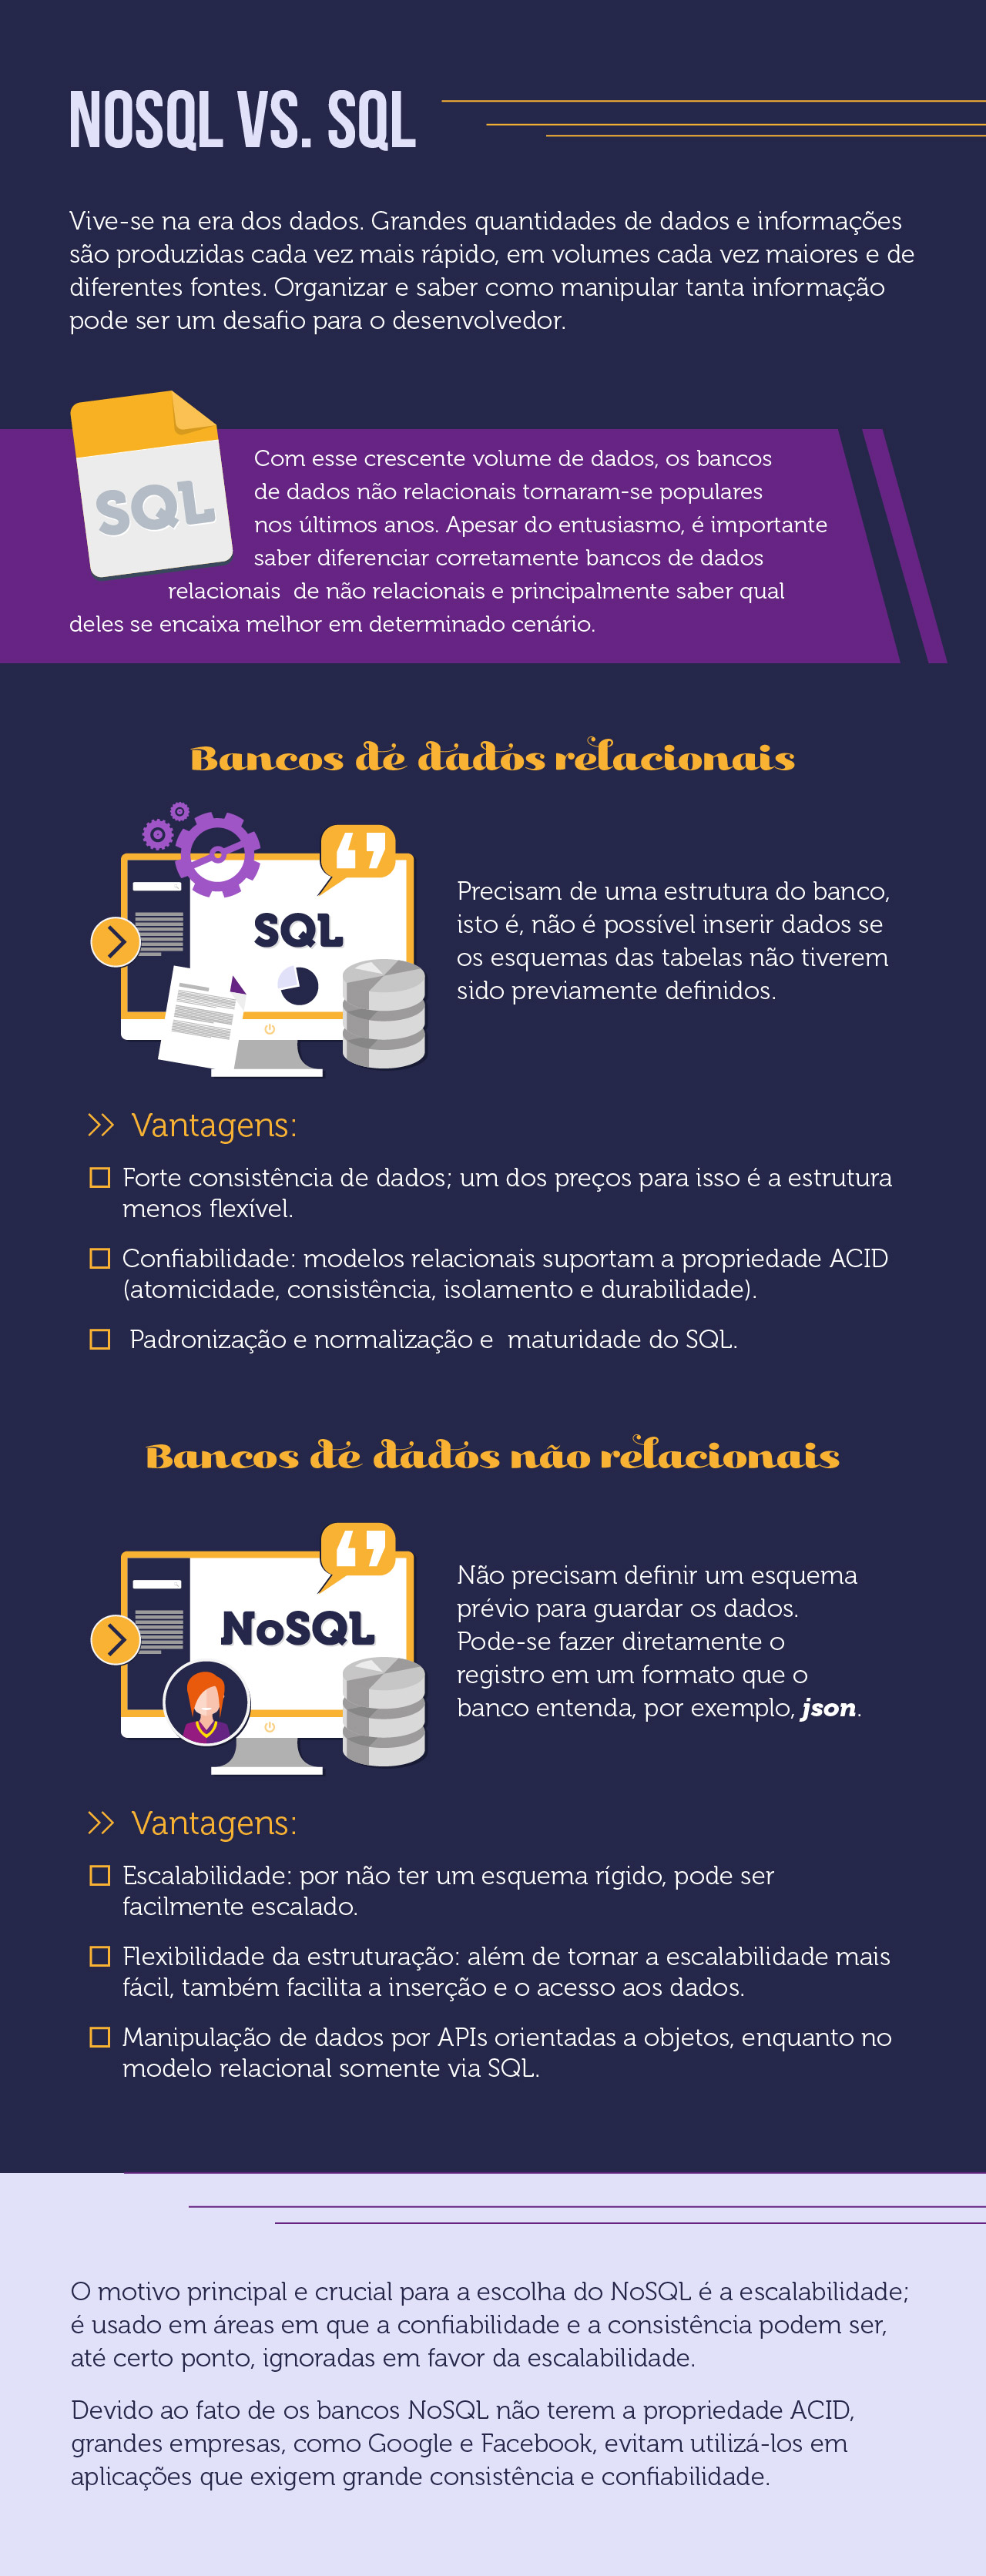 NOSQL VS. SQL
Vive-se na era dos dados. Grandes quantidades de dados e informações
são produzidas cada vez mais rápido, em volumes cada vez maiores e de
diferentes fontes. Organizar e saber como manipular tanta informação
pode ser um desafio para o desenvolvedor.
SQL
Com esse crescente volume de dados, os bancos
de dados não relacionais tornaram-se populares
nos últimos anos. Apesar do entusiasmo, é importante
saber diferenciar corretamente bancos de dados
relacionais  de não relacionais e principalmente saber qual
deles se encaixa melhor em determinado cenário.
Bancos de dados relacionais
SQL
Precisam de uma estrutura do banco,
isto é, não é possível inserir dados se
os esquemas das tabelas não tiverem
sido previamente definidos.
Vantagens:
Forte consistência de dados; um dos preços para isso é a estrutura
menos flexível.
Confiabilidade: modelos relacionais suportam a propriedade ACID
(atomicidade, consistência, isolamento e durabilidade).
Padronização e normalização e  maturidade do SQL.
Bancos de dados não relacionais
NoSQL
Não precisam definir um esquema
prévio para guardar os dados.
Pode-se fazer diretamente o
registro em um formato que o
banco entenda, por exemplo, json.
Vantagens:
Escalabilidade: por não ter um esquema rígido, pode ser
facilmente escalado.
Flexibilidade da estruturação: além de tornar a escalabilidade mais
fácil, também facilita a inserção e o acesso aos dados.
Manipulação de dados por APIs orientadas a objetos, enquanto no
modelo relacional somente via SQL.
O motivo principal e crucial para a escolha do NoSQL é a escalabilidade;
é usado em áreas em que a confiabilidade e a consistência podem ser,
até certo ponto, ignoradas em favor da escalabilidade.
Devido ao fato de os bancos NoSQL não terem a propriedade ACID,
grandes empresas, como Google e Facebook, evitam utilizá-los em
aplicações que exigem grande consistência e confiabilidade.